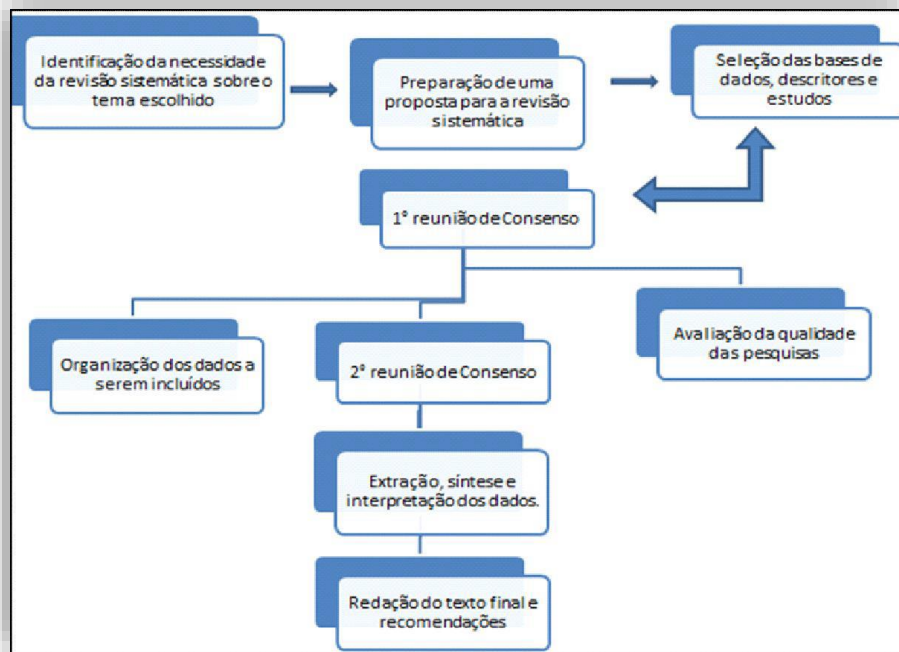 Identificação da necessidade
da revisão sistemática sobre o
tema escolhido
Preparação de uma
proposta para a revisão
sistemática
Seleção das bases de
dados, descritores e
estudos
1º reunião de Consenso
Organização dos dados a
serem incluídos
2º reunião de Consenso
Avaliação da qualidade
das pesquisas
Extração, síntese e
interpretação dos dados.
Redação do texto final e
recomendações